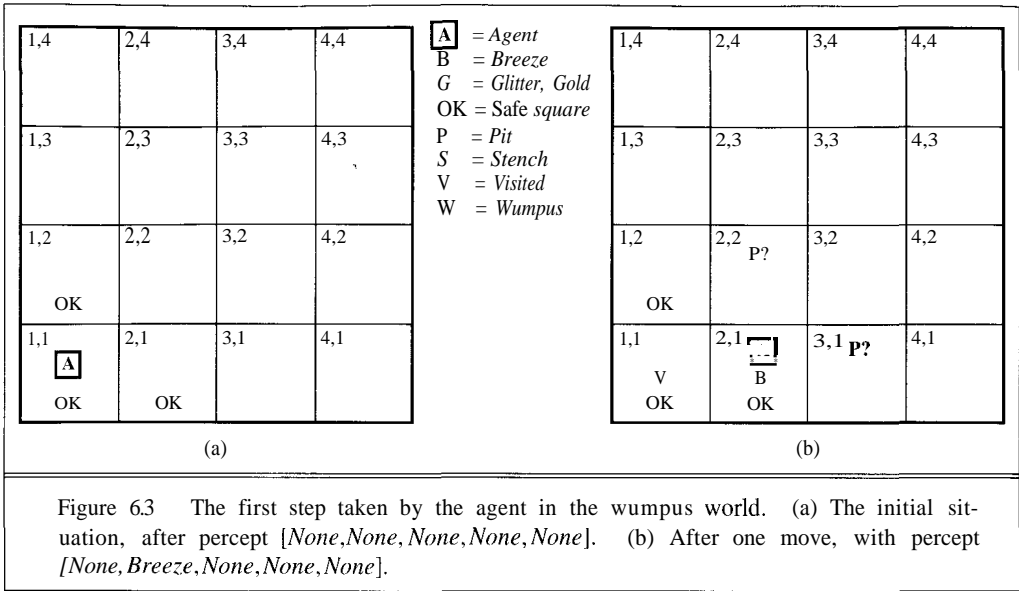 1,4 2,4 3,4 4,4
1,3 2,3 3,3 4,3
1,2 2,2 3,2 4,2
OK
1,1 2,1 3,1 4,1
A
OK OK
(a)
A = Agent
B = Breeze
G = Glitter, Gold
OK = Safe square
P = Pit
S = Stench
V = Visited
W = Wumpus
1,4 2,4 3,4 4,4
1,3 2,3 3,3 4,3
1,2 2,2 3,2 4,2
P?
OK
1,1 2,1 3,1 P? 4,1
V B
OK OK
(b)
Figure 6.3 The first step taken by the agent in the wumpus world. (a) The initial sit-
uation, after percept [None, None, None, None, None]. (b) After one move, with percept
[None, Breeze, None, None, None].